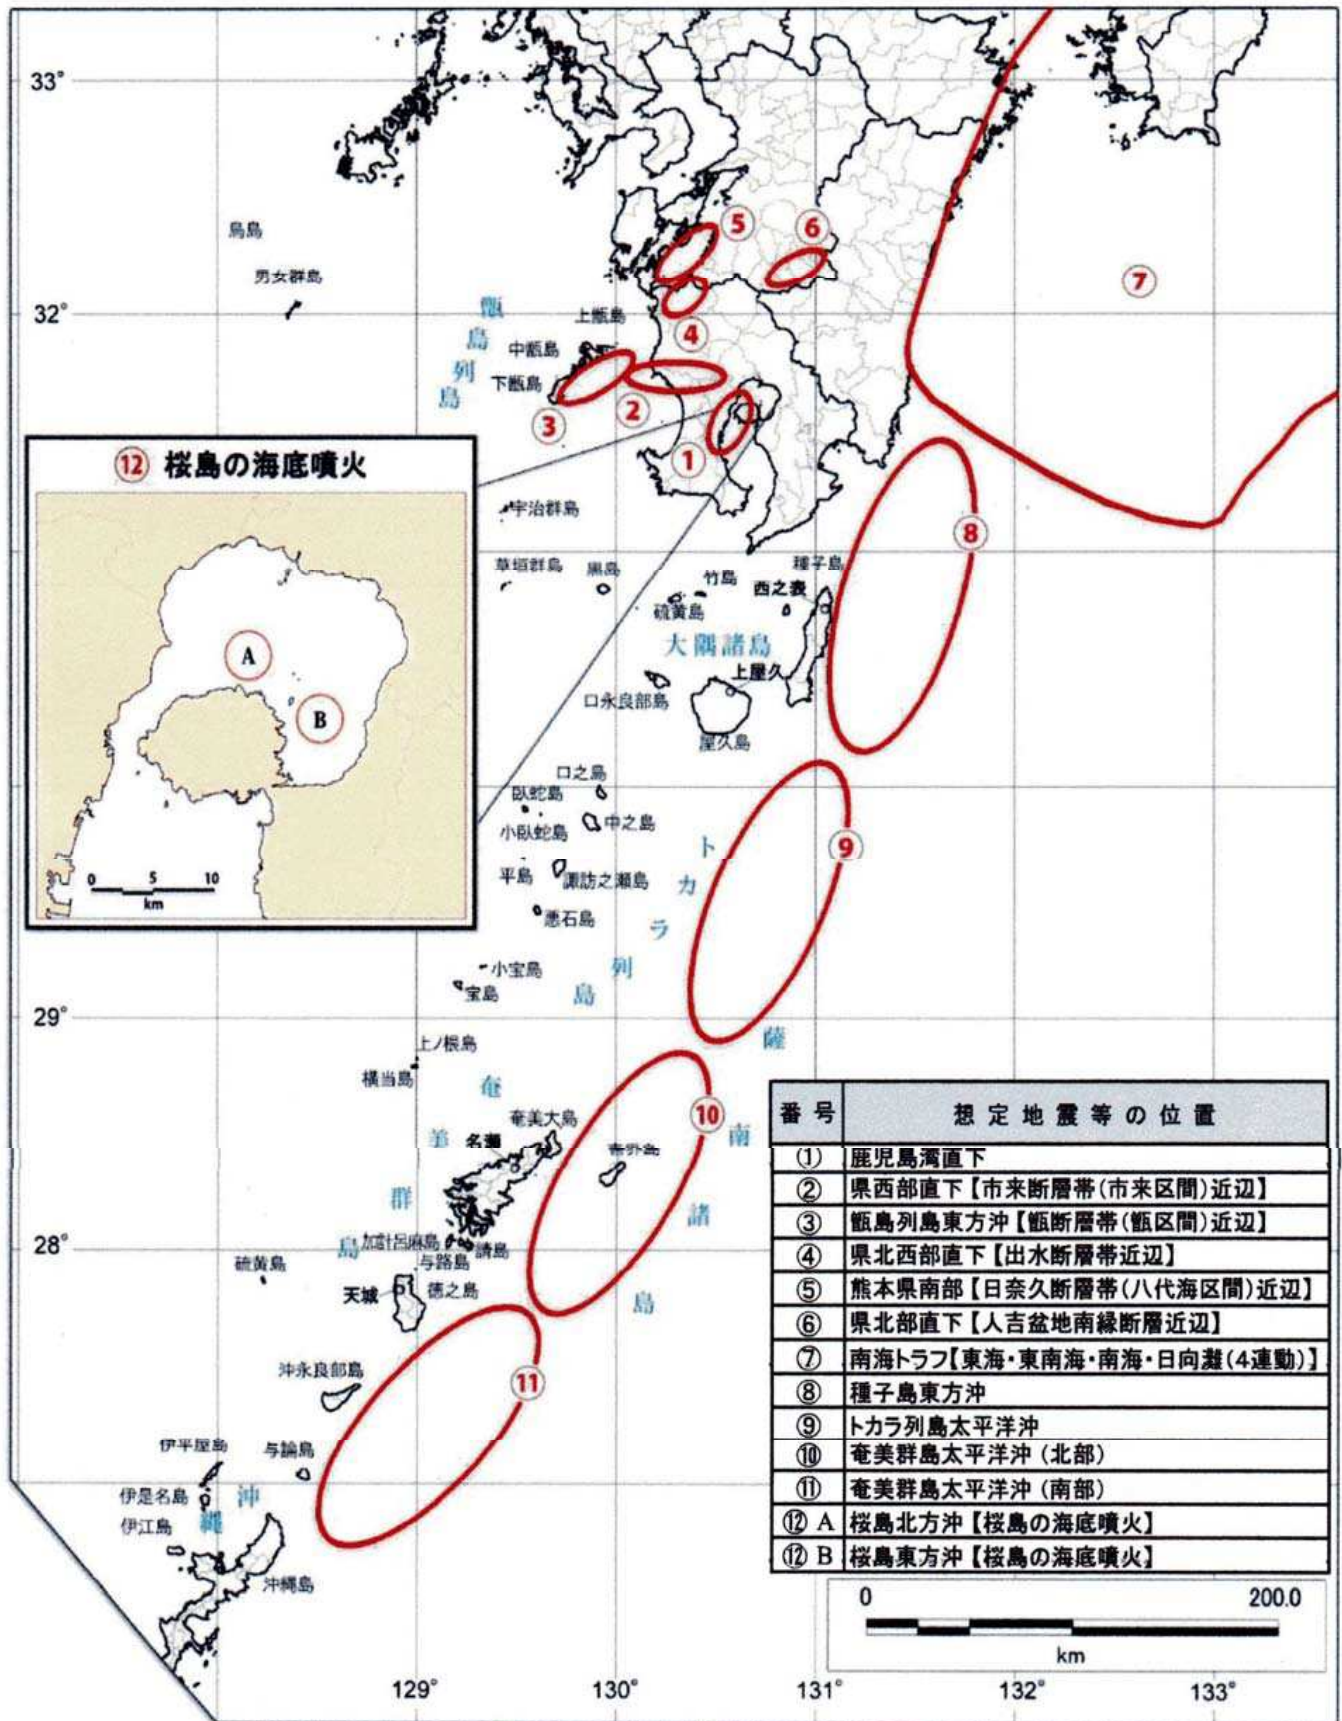 33°
32°
29°
28°
129°
130°
131°
132°
133°
鳥島
男女群島
甑島列島
上甑島
中甑島
下甑島
⑤
⑥
④
③
②
①
⑦
⑧
⑨
⑩
⑪
⑫ 桜島の海底噴火
A
B
0 5 10
km
宇治群島
草垣群島
黒島
竹島
硫黄島
種子島
西之表
大隅諸島
上屋久
口永良部島
屋久島
口之島
臥蛇島
小臥蛇島
中之島
平島
諏訪之瀬島
悪石島
トカラ列島
小宝島
宝島
薩南諸島
上ノ根島
横当島
奄美群島
奄美大島
名瀬
加計呂麻島
請島
与路島
硫黄島
天城
徳之島
沖永良部島
伊平屋島
与論島
伊是名島
伊江島
沖縄
沖縄島
番号 想定地震等の位置
① 鹿児島湾直下
② 県西部直下【市来断層帯(市来区間)近辺】
③ 甑島列島東方沖【甑断層帯(甑区間)近辺】
④ 県北西部直下【出水断層帯近辺】
⑤ 熊本県南部【日奈久断層帯(八代海区間)近辺】
⑥ 県北部直下【人吉盆地南縁断層近辺】
⑦ 南海トラフ【東海・東南海・南海・日向灘(4連動)】
⑧ 種子島東方沖
⑨ トカラ列島太平洋沖
⑩ 奄美群島太平洋沖(北部)
⑪ 奄美群島太平洋沖(南部)
⑫ A 桜島北方沖【桜島の海底噴火】
⑫ B 桜島東方沖【桜島の海底噴火】
0 200.0
km